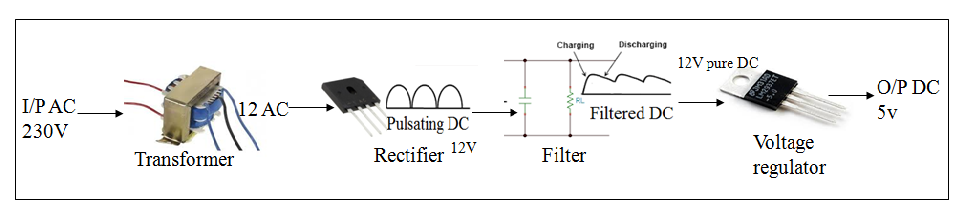 Charging
Discharging
12V pure DC
I/P AC
230V
12 AC
O/P DC
5v
Pulsating DC
RL
Filtered DC
Transformer
Rectifier
12V
Filter
Voltage
regulator